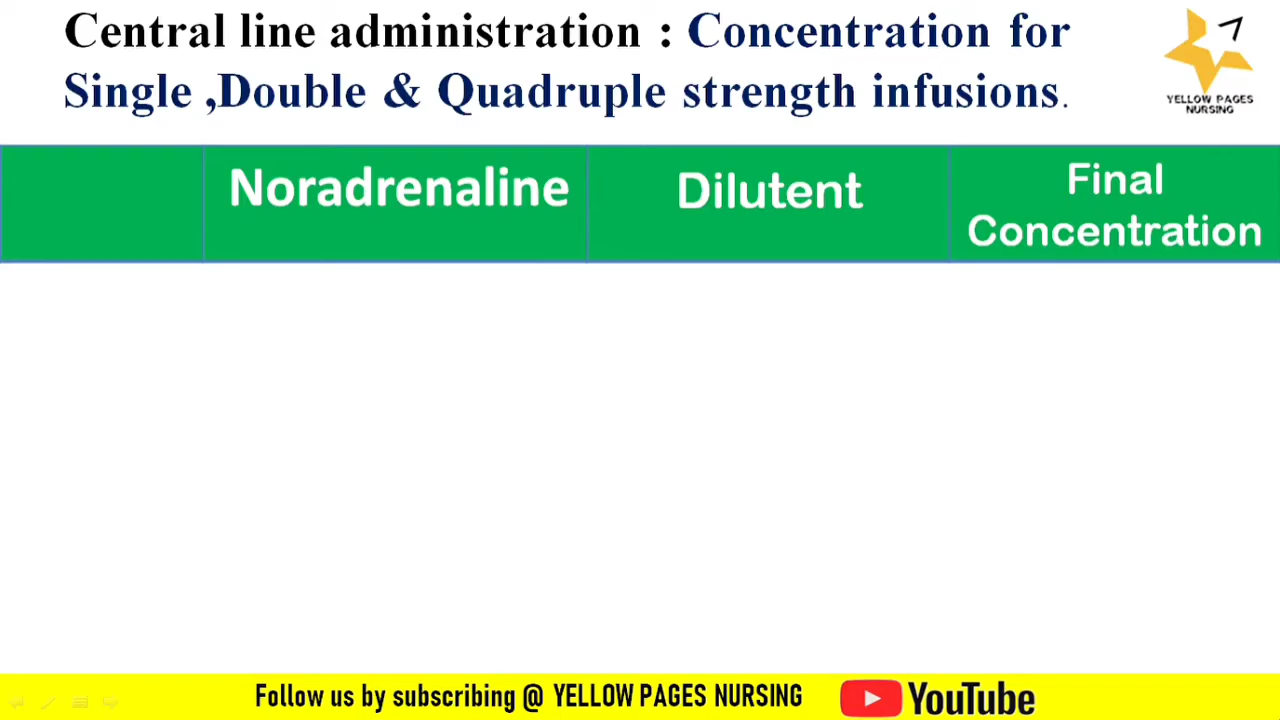 Central line administration : Concentration for
Single ,Double & Quadruple strength infusions.
YELLOW PAGES
NURSING
Noradrenaline
Dilutent
Final
Concentration
Follow us by subscribing @ YELLOW PAGES NURSING
YouTube